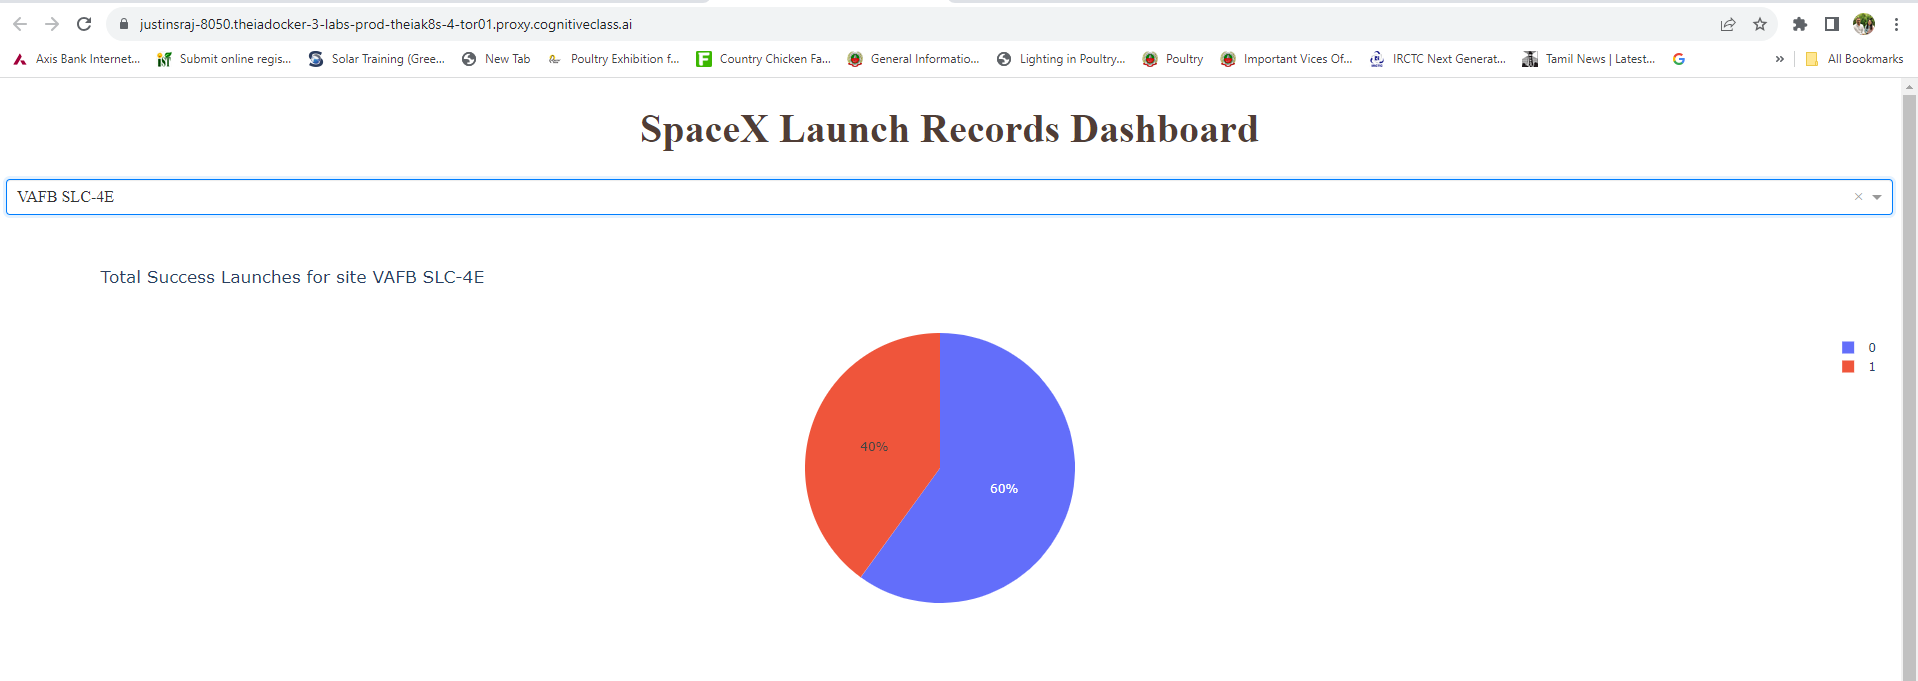 justinsraj-8050.theiadocker-3-labs-prod-theiak8s-4-tor01.proxy.cognitiveclass.ai
Axis Bank Internet... Submit online regis... Solar Training (Gree... New Tab Poultry Exhibition f... Country Chicken Fa... General Informatio... Lighting in Poultry... Poultry Important Vices Of... IRCTC Next Generat... Tamil News | Latest... » All Bookmarks
SpaceX Launch Records Dashboard
VAFB SLC-4E
Total Success Launches for site VAFB SLC-4E
0
1
40%
60%